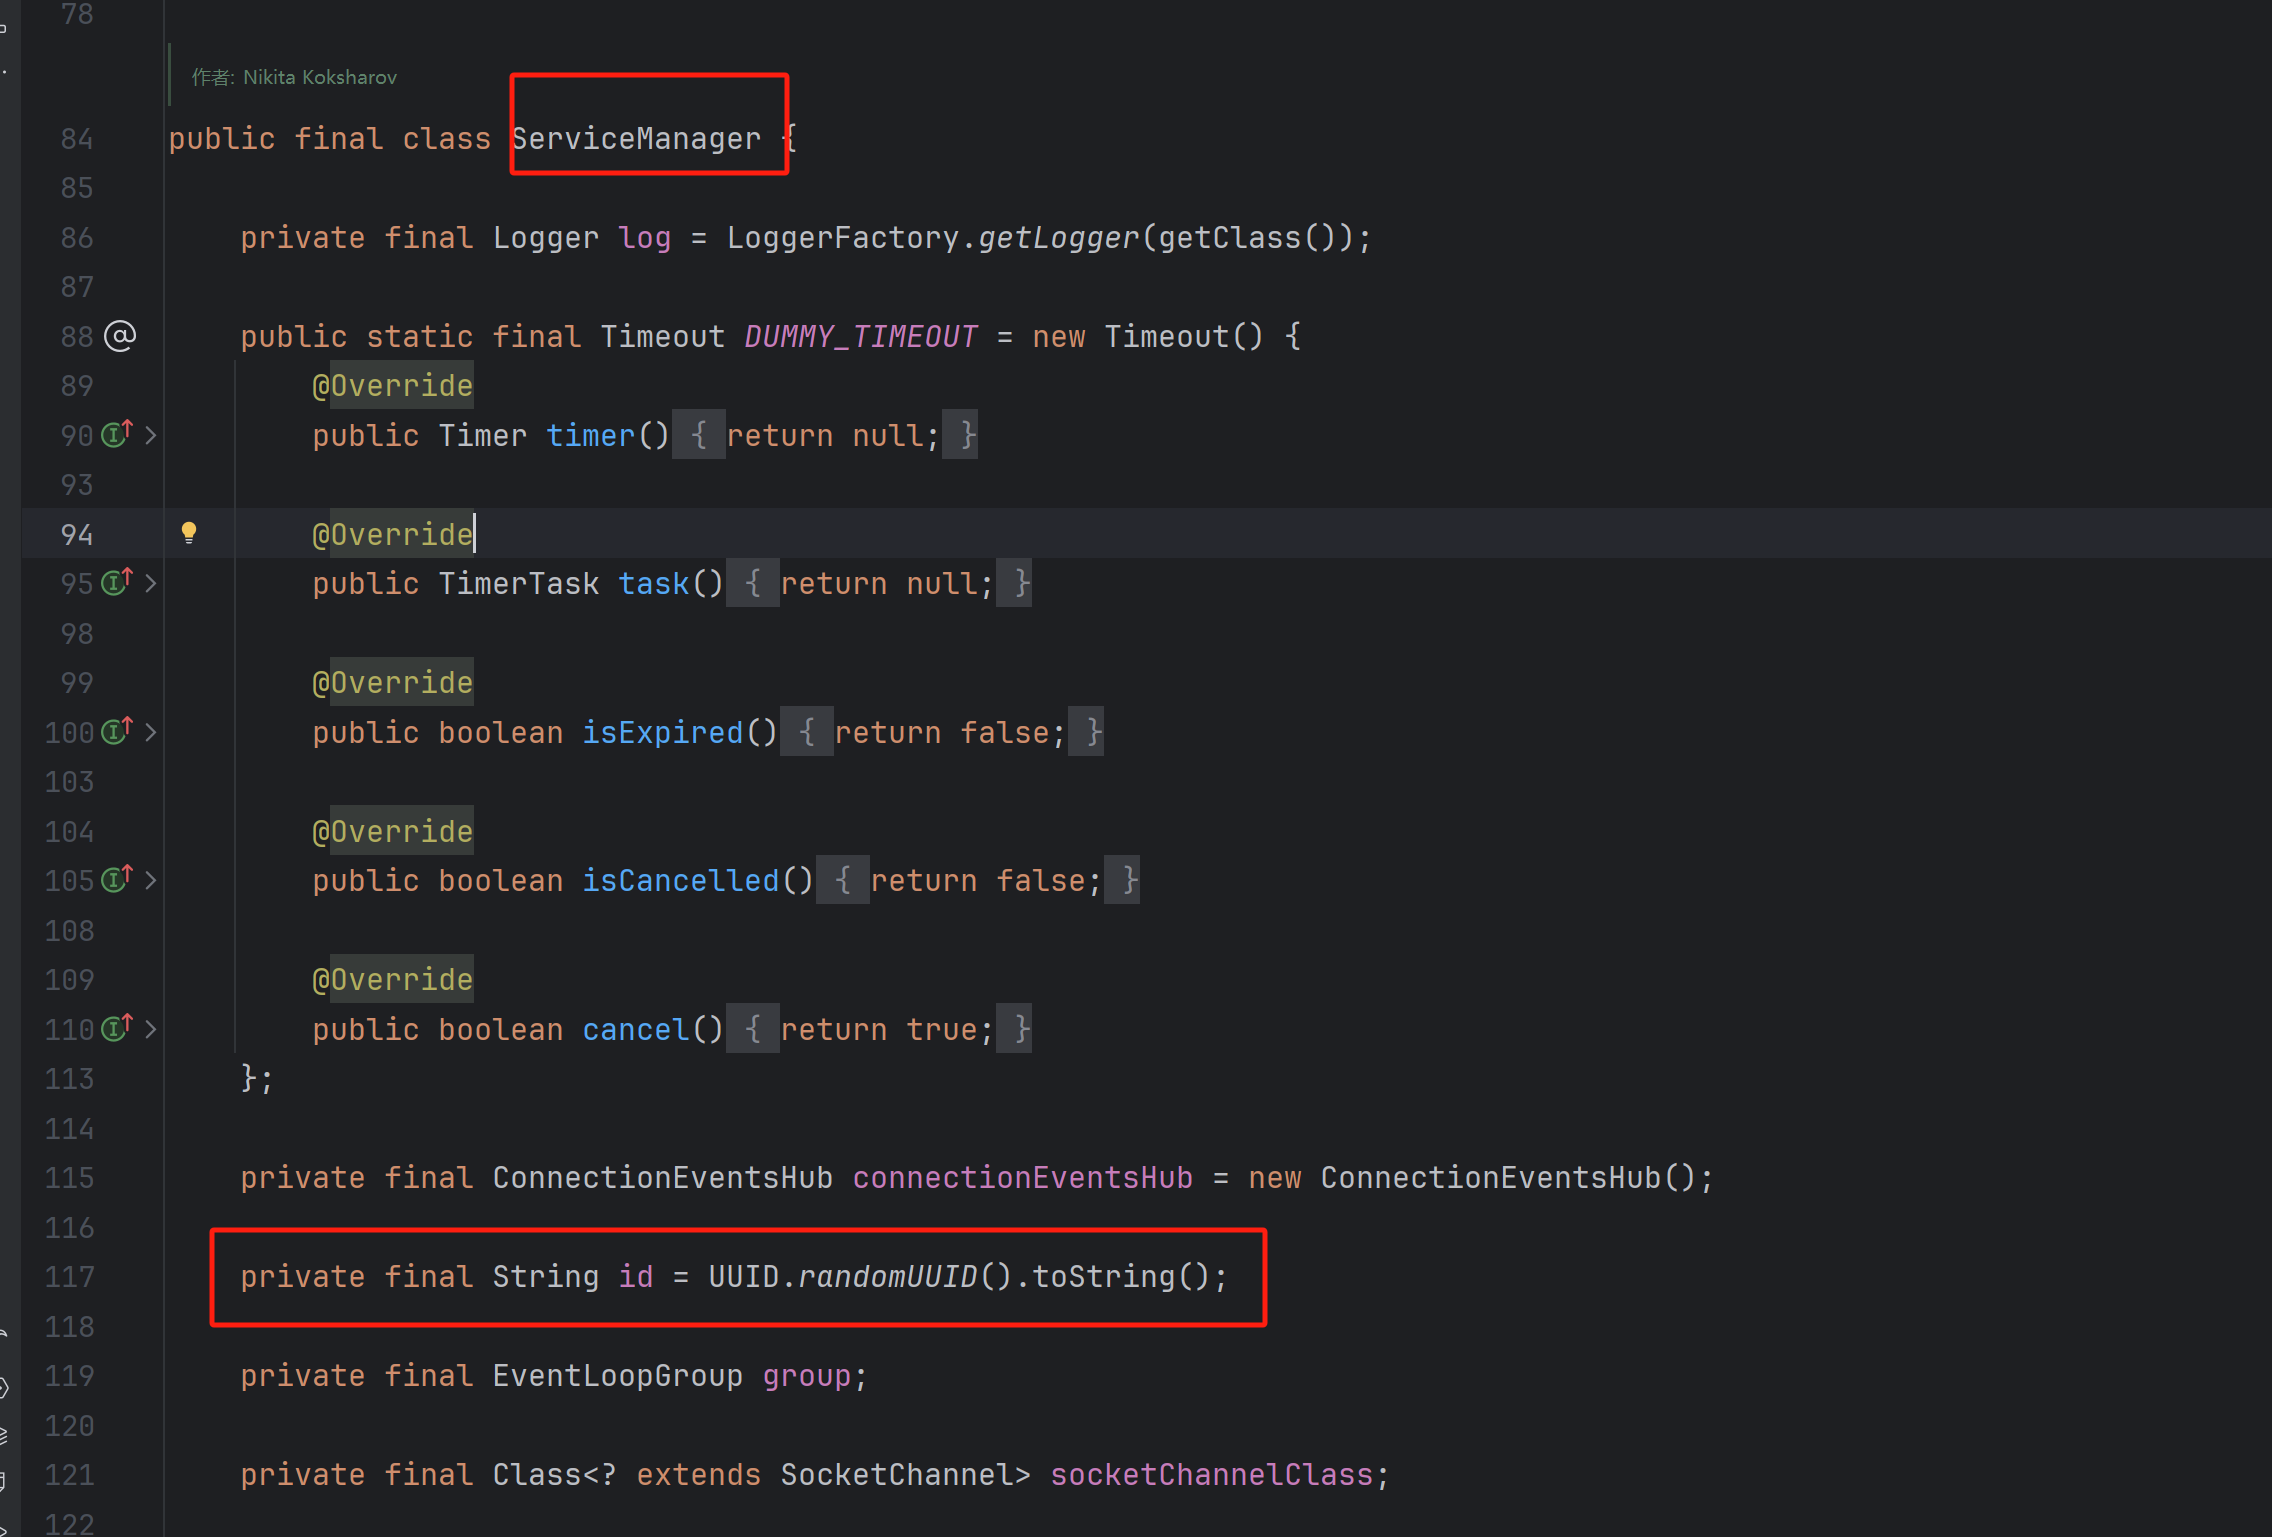 78
作者: Nikita Koksharov
84 public final class ServiceManager {
85
86 private final Logger log = LoggerFactory.getLogger(getClass());
87
88 @ public static final Timeout DUMMY_TIMEOUT = new Timeout() {
89 @Override
90 public Timer timer() { return null; }
93
94 @Override
95 public TimerTask task() { return null; }
98
99 @Override
100 public boolean isExpired() { return false; }
103
104 @Override
105 public boolean isCancelled() { return false; }
108
109 @Override
110 public boolean cancel() { return true; }
113 };
114
115 private final ConnectionEventsHub connectionEventsHub = new ConnectionEventsHub();
116
117 private final String id = UUID.randomUUID().toString();
118
119 private final EventLoopGroup group;
120
121 private final Class<? extends SocketChannel> socketChannelClass;
122